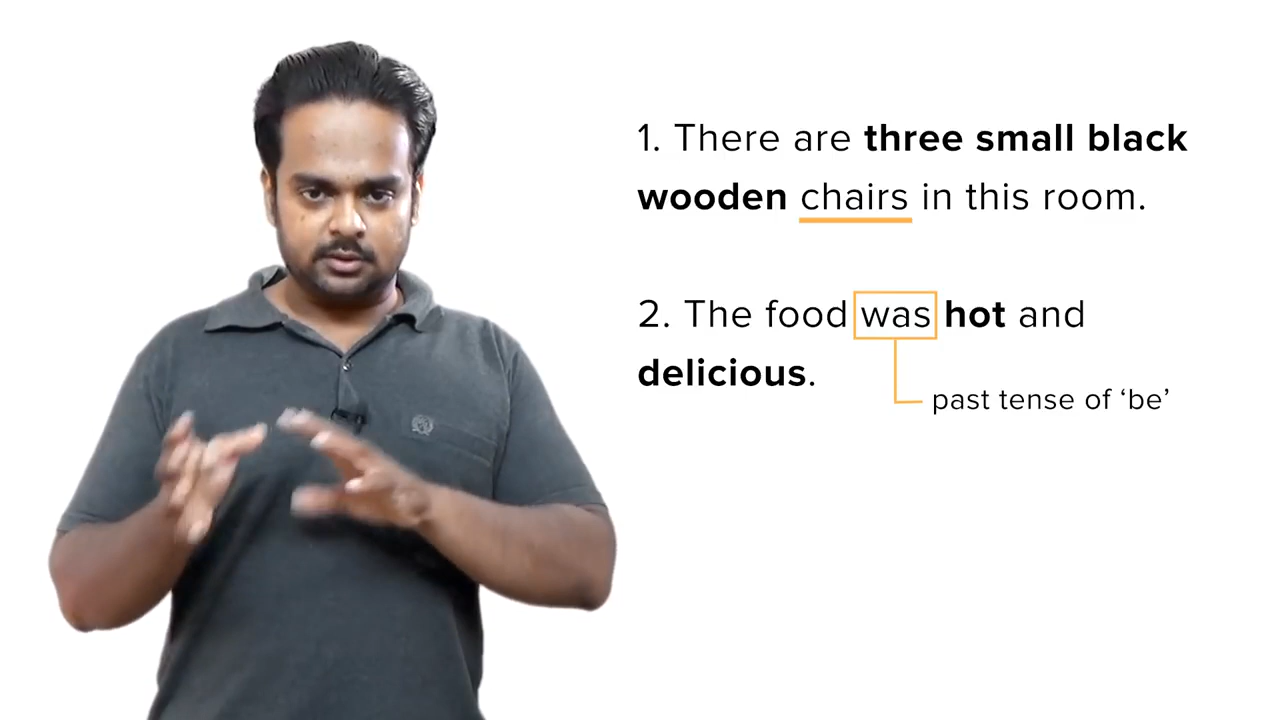 1. There are three small black
wooden chairs in this room.
2. The food was hot and
delicious.
past tense of ‘be’